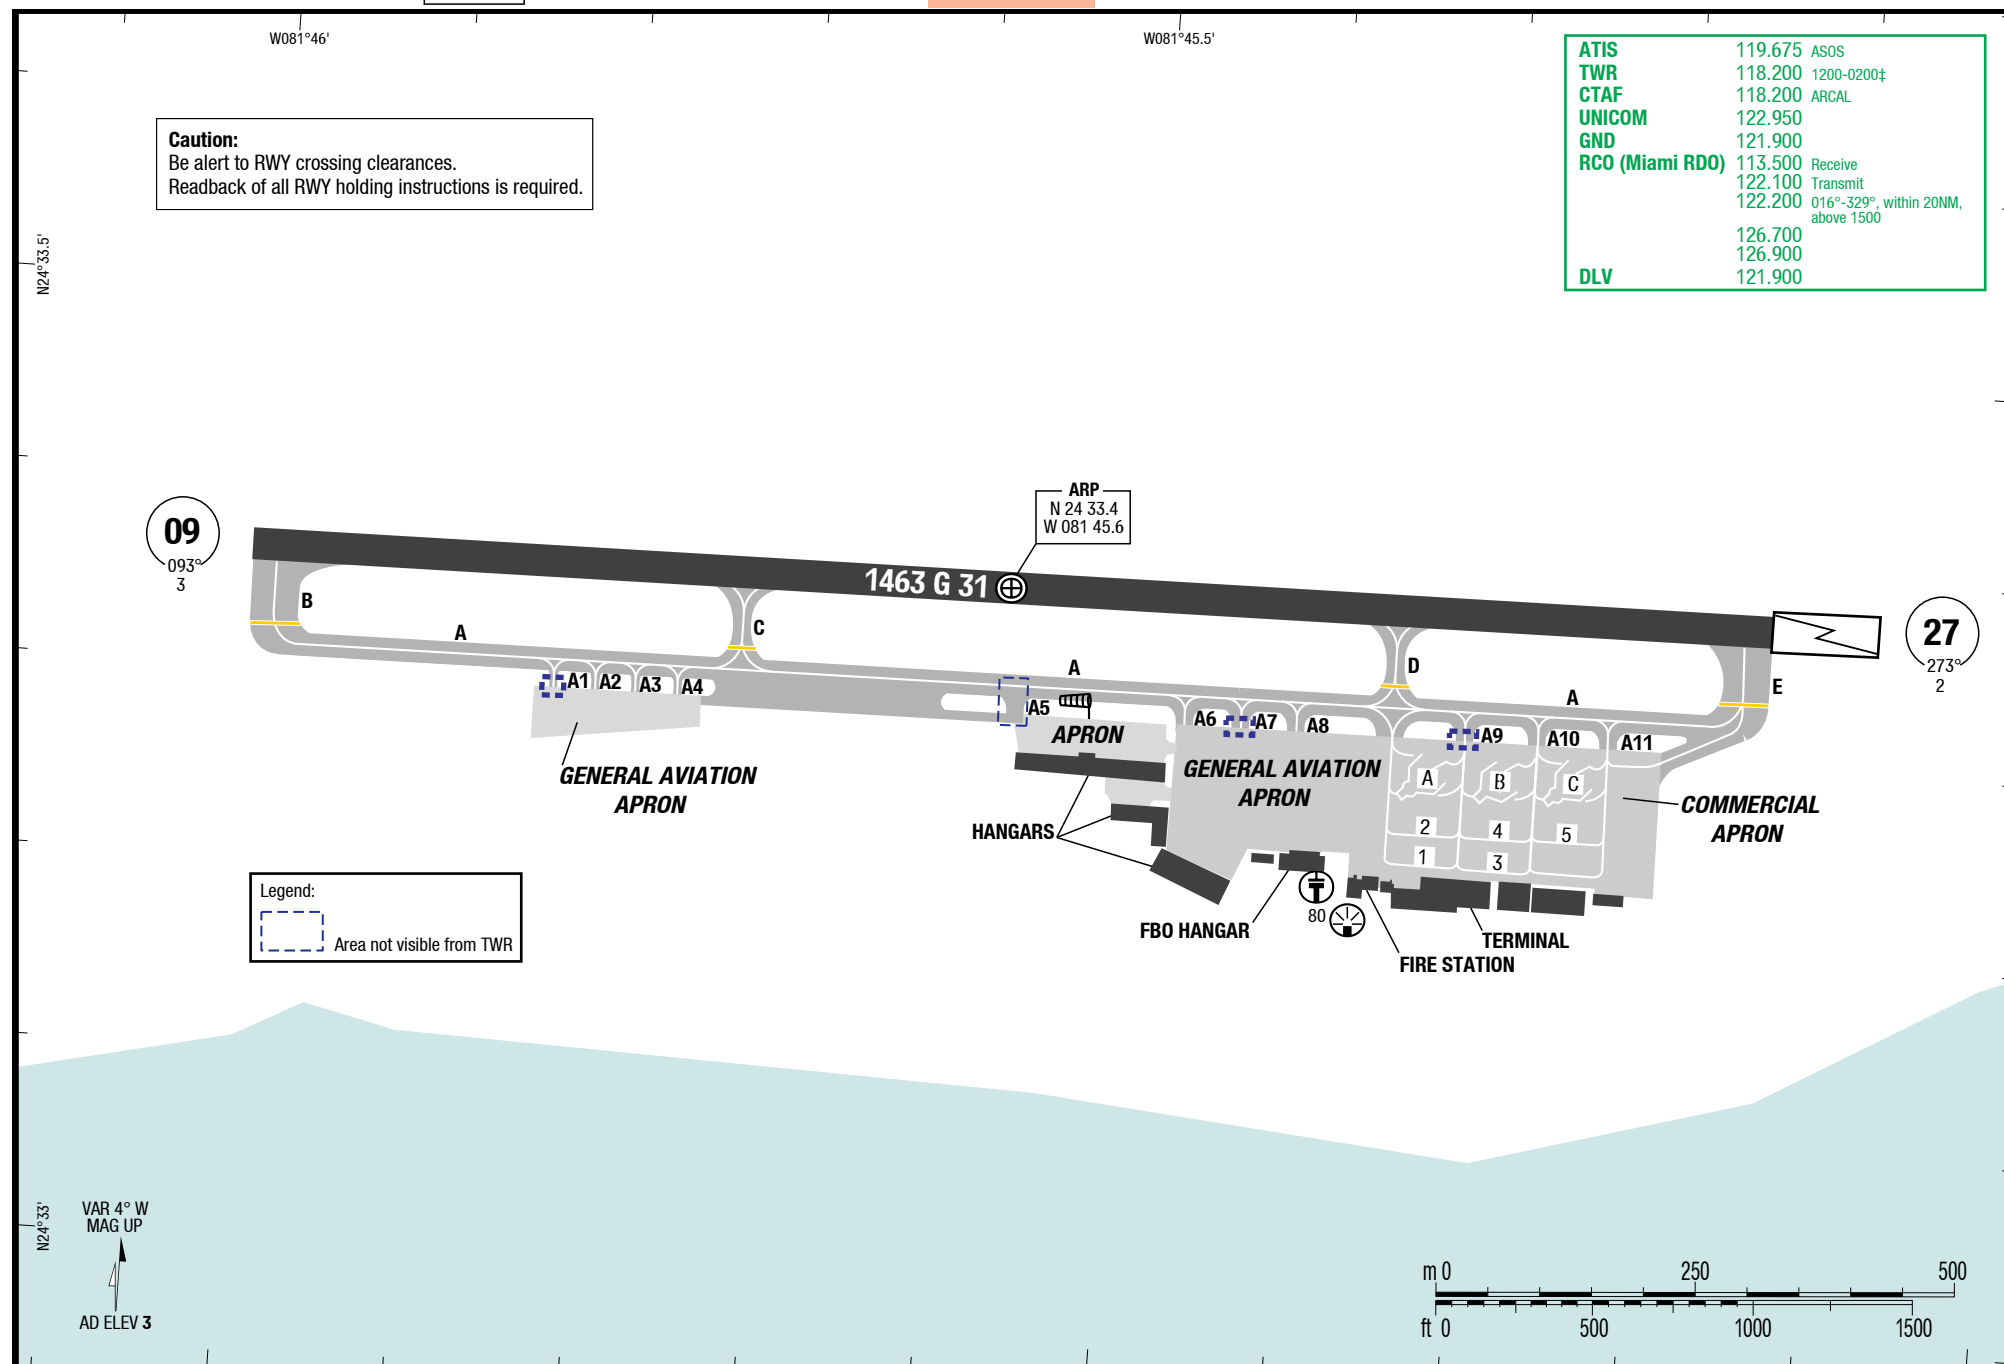 W081°46'
W081°45.5'
ATIS 119.675 ASOS
TWR 118.200 1200-0200‡
CTAF 118.200 ARCAL
UNICOM 122.950
GND 121.900
RCO (Miami RDO) 113.500 Receive
122.100 Transmit
122.200 016°-329°, within 20NM,
above 1500
126.700
126.900
DLV 121.900
Caution:
Be alert to RWY crossing clearances.
Readback of all RWY holding instructions is required.
N24°33.5'
ARP
N 24 33.4
W 081 45.6
09
093°
3
1463 G 31
27
273°
2
B
A
C
A
D
A
E
A1
A2
A3
A4
A5
A6
A7
A8
A9
A10
A11
APRON
GENERAL AVIATION
APRON
GENERAL AVIATION
APRON
A
B
C
2
4
5
1
3
COMMERCIAL
APRON
HANGARS
FBO HANGAR
80
TERMINAL
FIRE STATION
Legend:
Area not visible from TWR
N24°33'
VAR 4° W
MAG UP
AD ELEV 3
m 0 250 500
ft 0 500 1000 1500